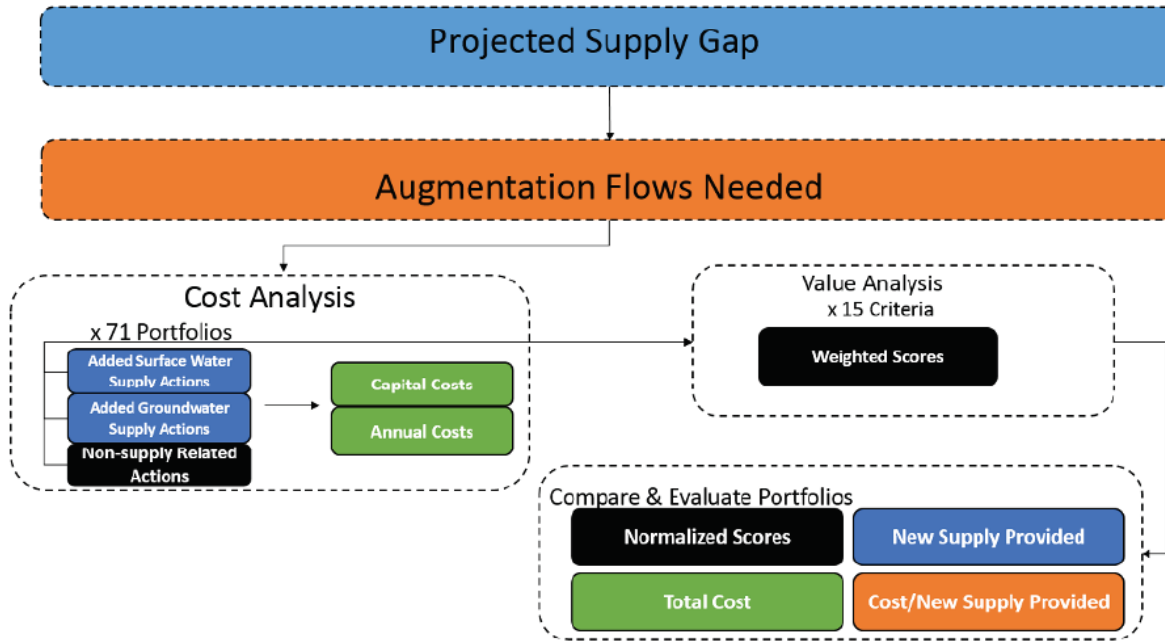 Projected Supply Gap
Augmentation Flows Needed
Cost Analysis
x 71 Portfolios
Added Surface Water
Supply Actions
Added Groundwater
Supply Actions
Non-supply Related
Actions
Capital Costs
Annual Costs
Value Analysis
x 15 Criteria
Weighted Scores
Compare & Evaluate Portfolios
Normalized Scores
New Supply Provided
Total Cost
Cost/New Supply Provided